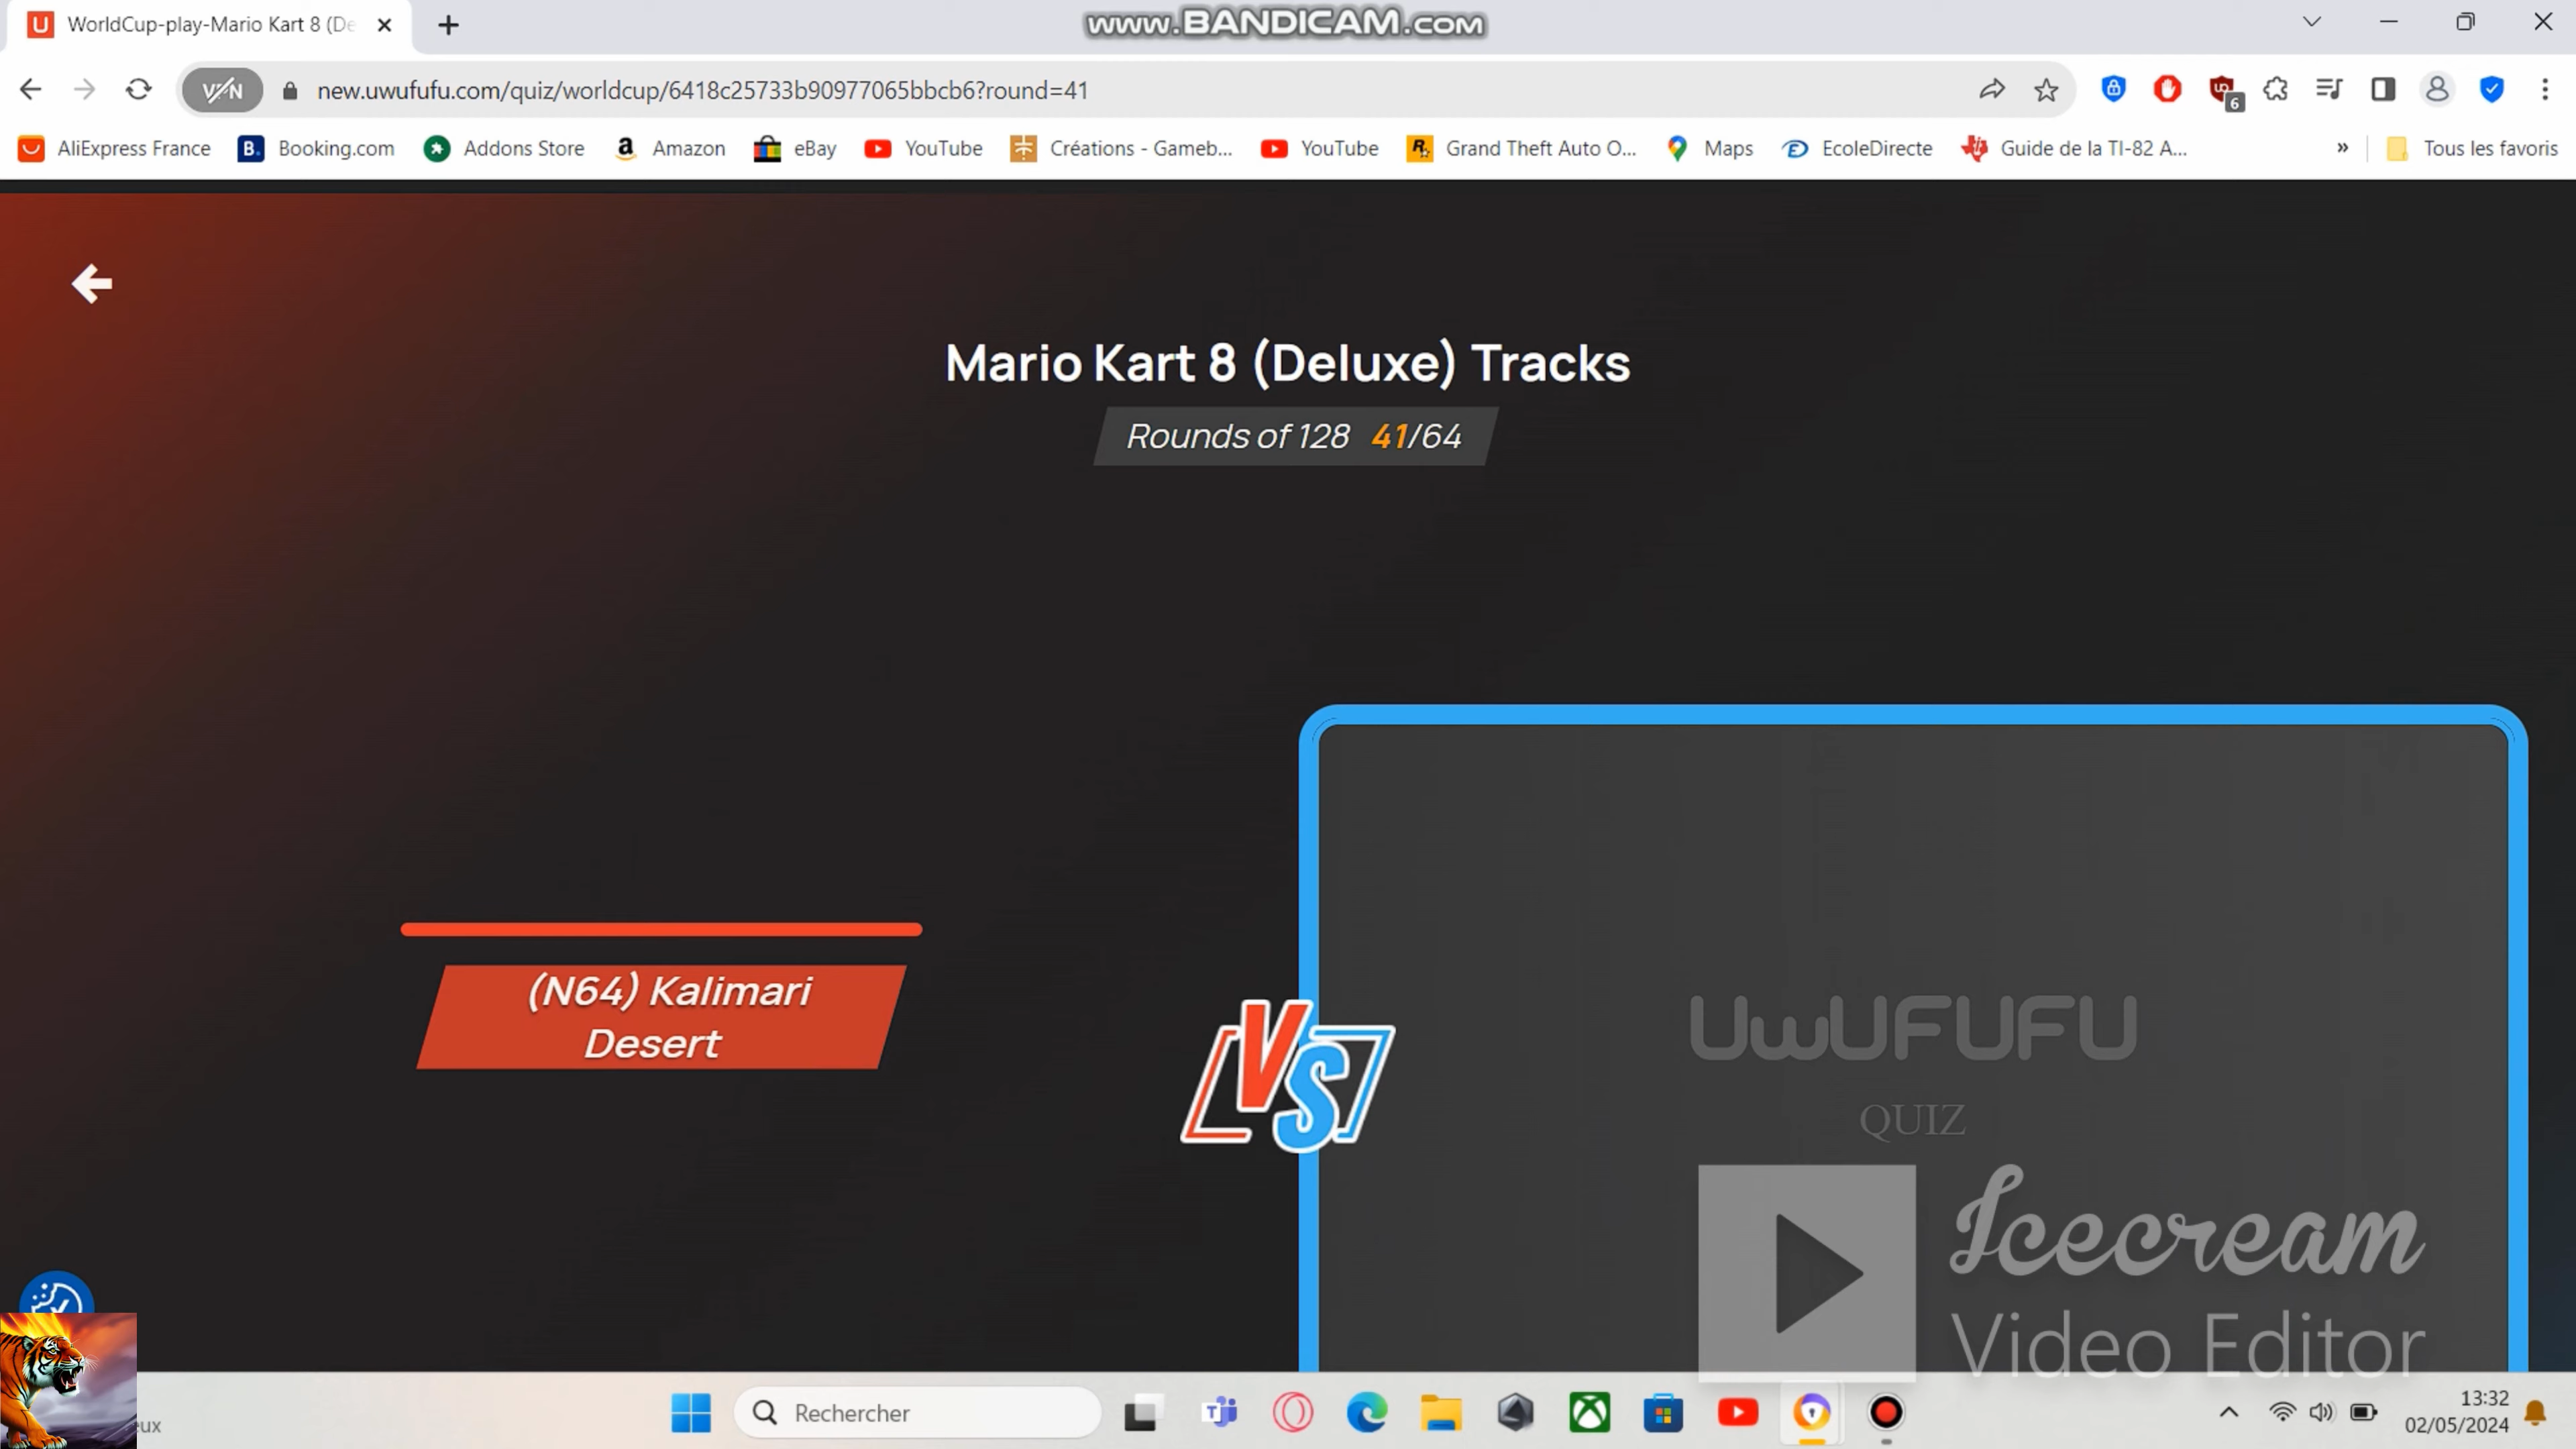 WorldCup-play-Mario Kart 8 (De
www.BANDICAM.com
V/N
new.uwufufu.com/quiz/worldcup/6418c25733b90977065bbcb6?round=41
6
AliExpress France
Booking.com
Addons Store
Amazon
eBay
YouTube
Créations - Gameb...
YouTube
Grand Theft Auto O...
Maps
EcoleDirecte
Guide de la TI-82 A...
»
Tous les favoris
Mario Kart 8 (Deluxe) Tracks
Rounds of 128 41/64
(N64) Kalimari
Desert
VS
UwUFUFU
QUIZ
Icecream
Video Editor
Rechercher
13:32
02/05/2024